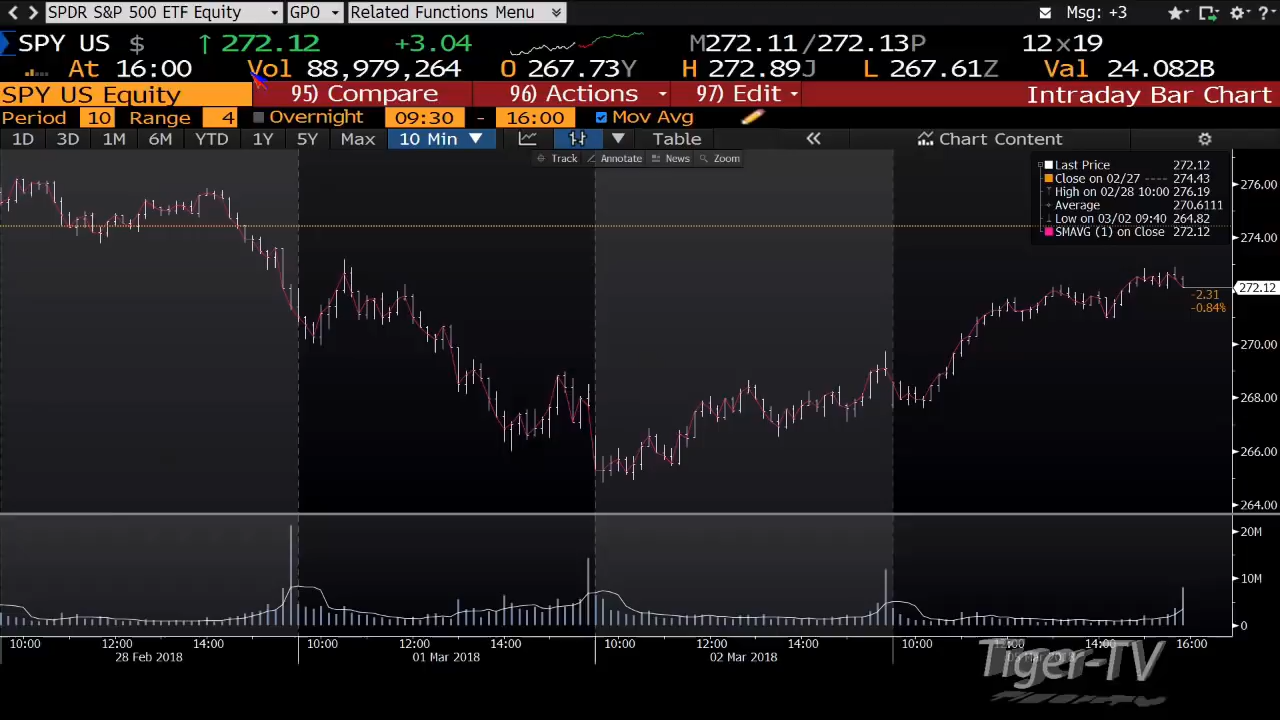 SPDR S&P 500 ETF Equity GPO Related Functions Menu Msg: +3 ?
SPY US $ ↑ 272.12 +3.04 M272.11/272.13P 12x19
At 16:00 Vol 88,979,264 O 267.73Y H 272.89J L 267.61Z Val 24.082B
SPY US Equity 95) Compare 96) Actions 97) Edit Intraday Bar Chart
Period 10 Range 4 Overnight 09:30 - 16:00 Mov Avg
1D 3D 1M 6M YTD 1Y 5Y Max 10 Min Table Chart Content
Track Annotate News Zoom
Last Price 272.12
Close on 02/27 ---- 274.43
High on 02/28 10:00 276.19
Average 270.6111
Low on 03/02 09:40 264.82
SMAVG (1) on Close 272.12
276.00
274.00
272.12
-2.31
-0.84%
270.00
268.00
266.00
264.00
20M
10M
0
10:00 12:00 14:00 10:00 12:00 14:00 10:00 12:00 14:00 10:00 12:00 14:00 16:00
28 Feb 2018 01 Mar 2018 02 Mar 2018 05 Mar 2018
Tiger-TV